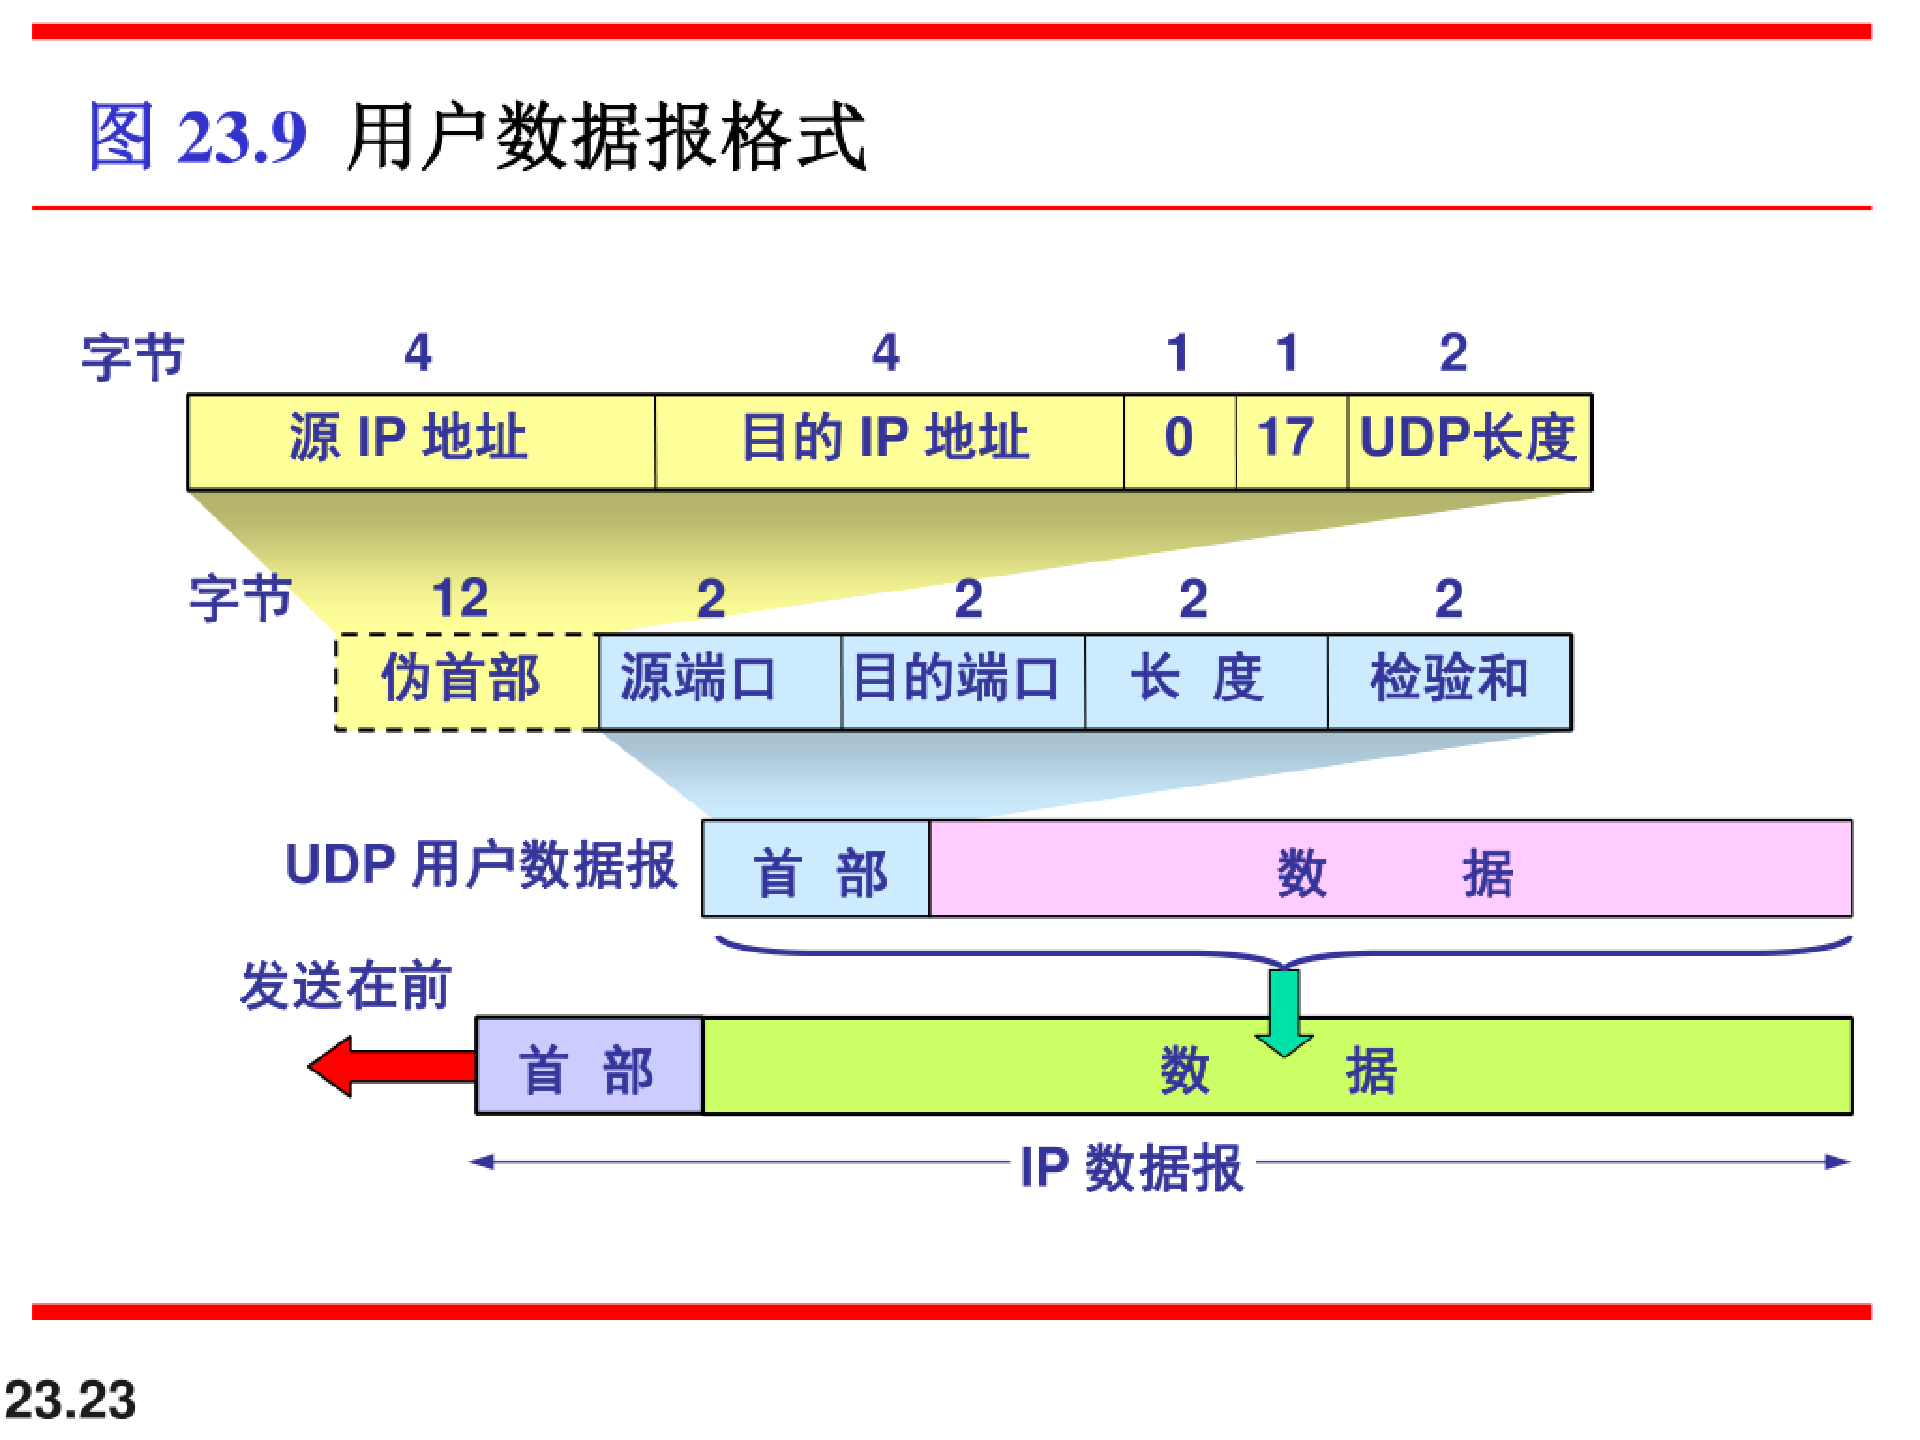 图 23.9 用户数据报格式
字节 4 4 1 1 2
源 IP 地址 目的 IP 地址 0 17 UDP长度
字节 12 2 2 2 2
伪首部 源端口 目的端口 长 度 检验和
UDP 用户数据报 首 部 数 据
发送在前
首 部 数 据
IP 数据报
23.23